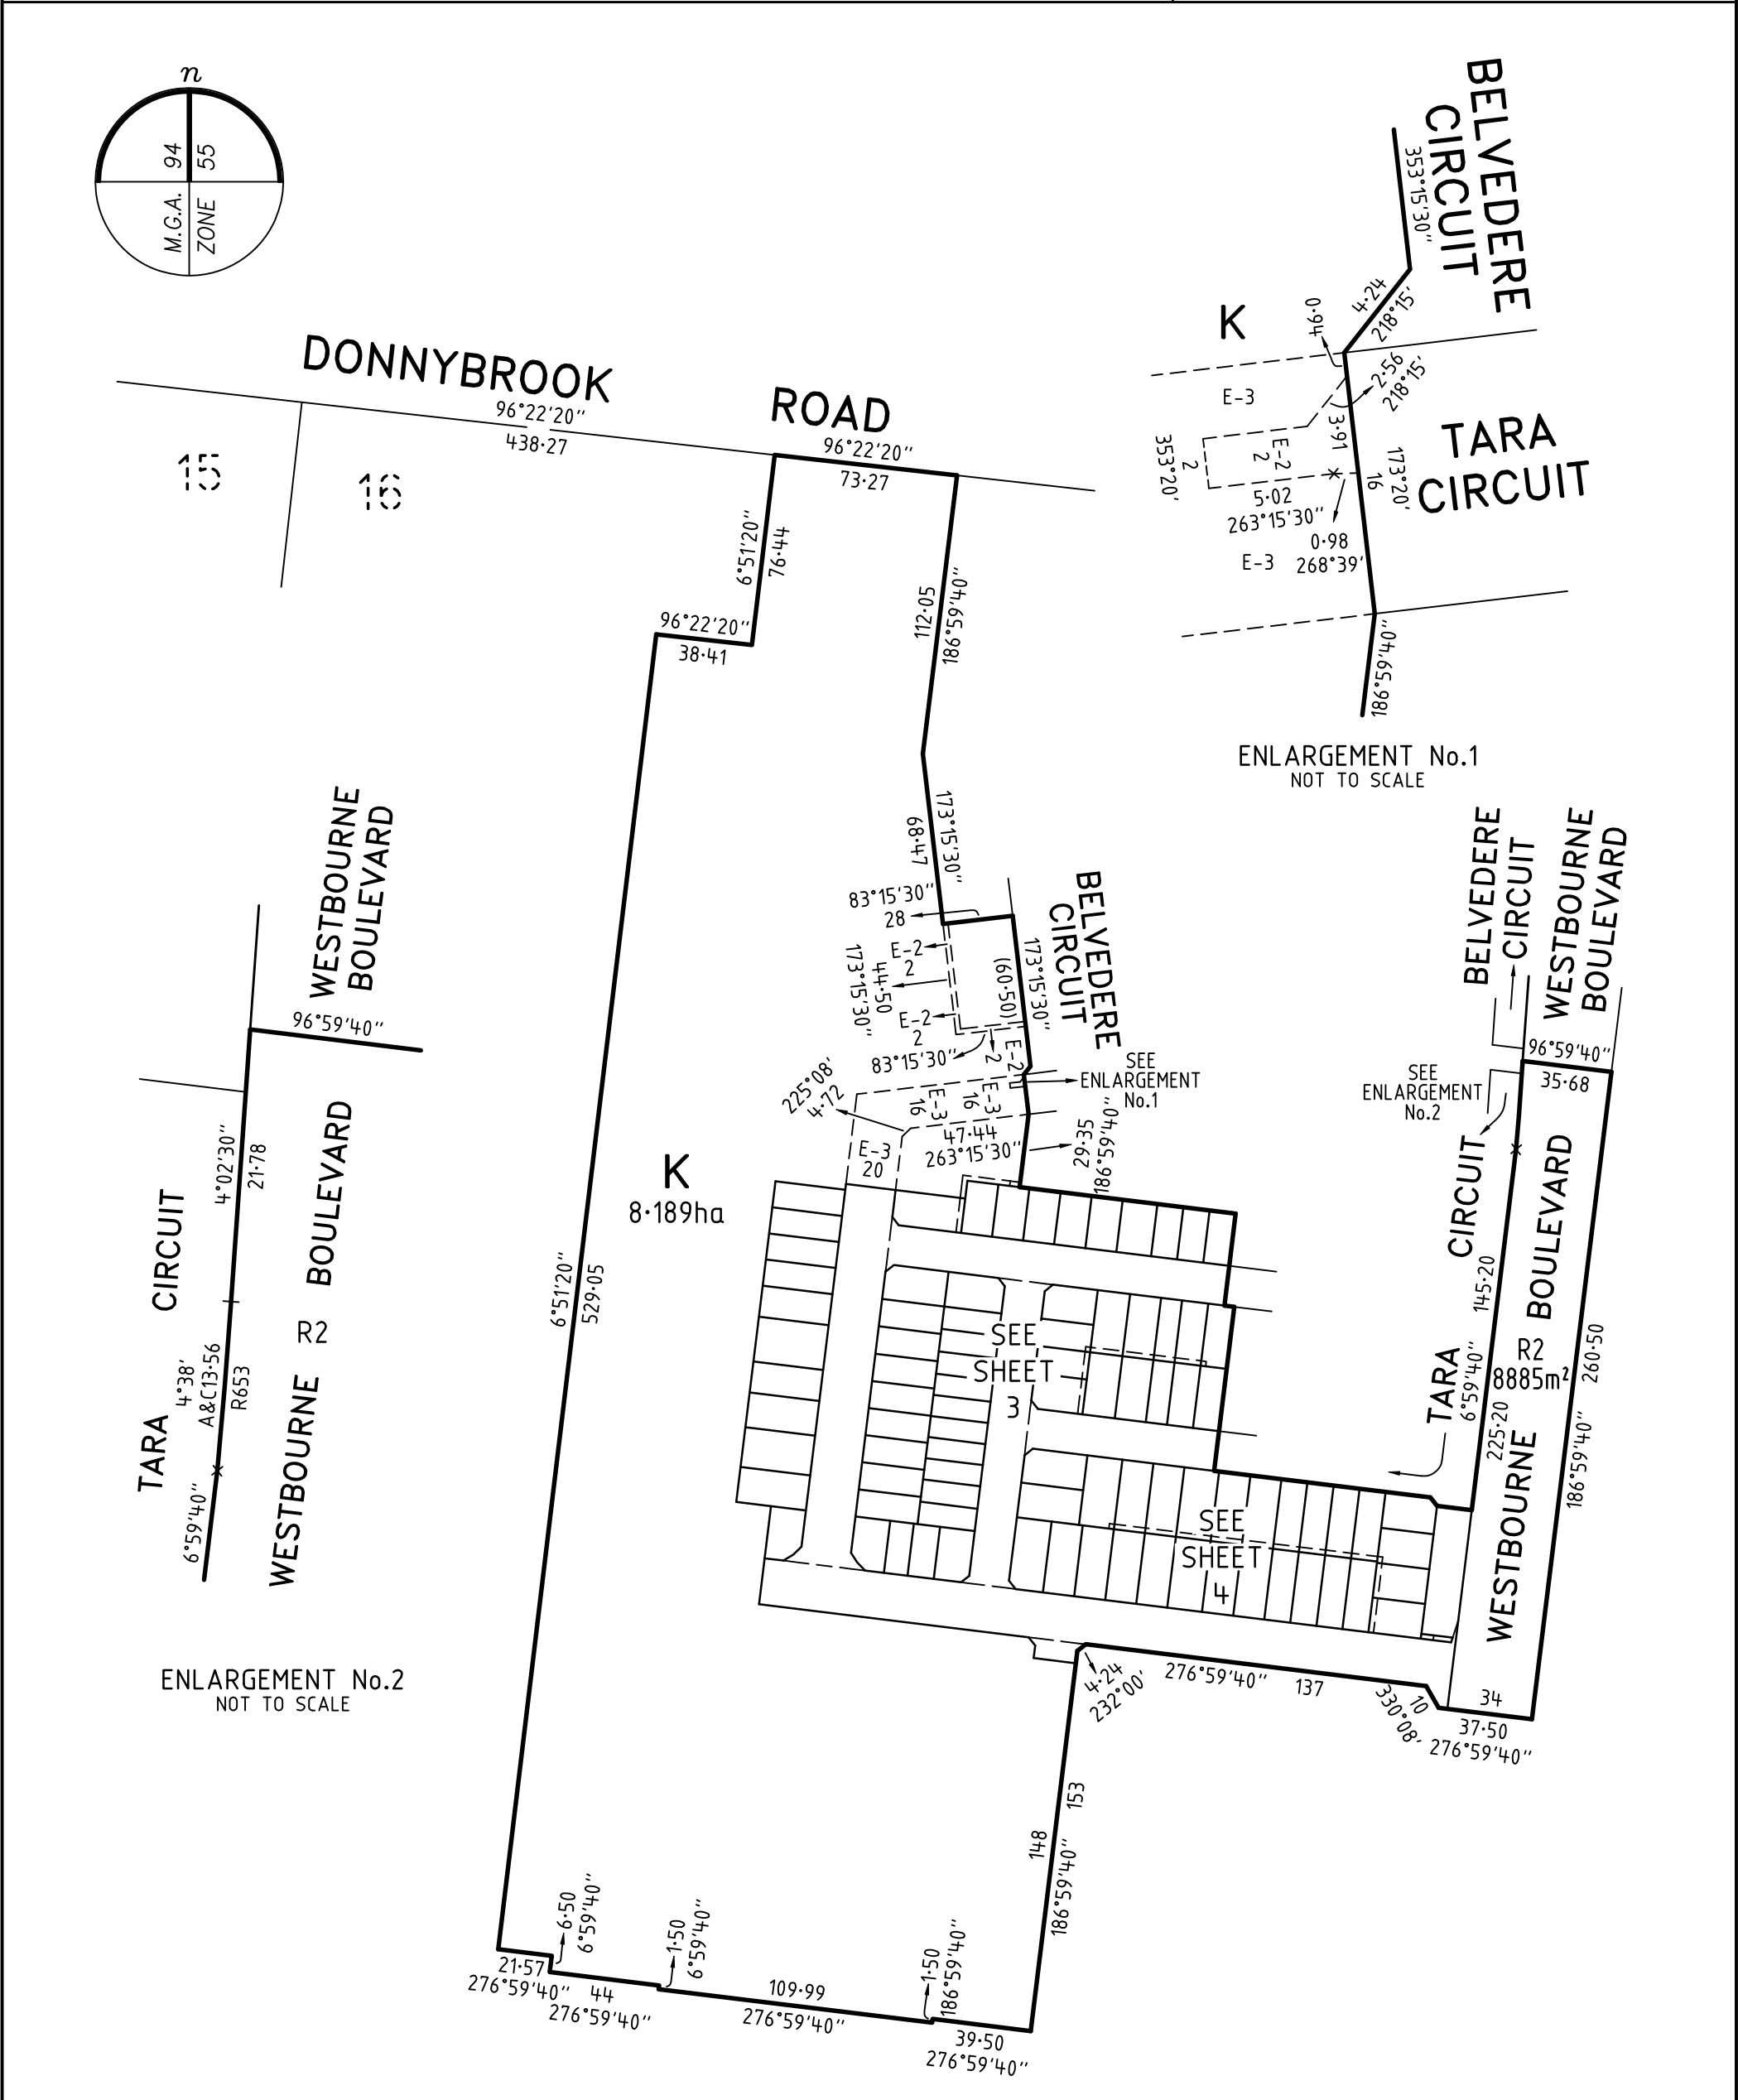 n
M.G.A. 94
ZONE 55
DONNYBROOK
ROAD
96°22'20"
438·27
96°22'20"
73·27
15
16
6°51'20"
76·44
96°22'20"
38·41
112·05
186°59'40"
173°15'30"
68·47
83°15'30"
28
E-2
2
44·50
173°15'30"
E-2
2
83°15'30"
(60·50)
173°15'30"
BELVEDERE
CIRCUIT
E-2
2
SEE
ENLARGEMENT
No.1
225°08'
4·72
E-3
16
E-3
16
47·44
263°15'30"
E-3
20
29·35
186°59'40"
K
8·189ha
6°51'20"
529·05
SEE
SHEET
3
SEE
SHEET
4
BELVEDERE
CIRCUIT
353°15'30"
4·24
218°15'
K
0·94
E-3
2·56
218°15'
3·91
E-2
2
353°20'
2
5·02
263°15'30"
16
173°20'
TARA
CIRCUIT
E-3
0·98
268°39'
186°59'40"
ENLARGEMENT No.1
NOT TO SCALE
BELVEDERE
CIRCUIT
WESTBOURNE
BOULEVARD
96°59'40"
35·68
SEE
ENLARGEMENT
No.2
TARA
CIRCUIT
145·20
6°59'40"
225·20
WESTBOURNE
BOULEVARD
R2
8885m²
260·50
186°59'40"
4·24
232°00'
276°59'40"
137
330°08'
10
34
37·50
276°59'40"
153
148
186°59'40"
21·57
276°59'40"
6·50
6°59'40"
44
276°59'40"
1·50
6°59'40"
109·99
276°59'40"
1·50
186°59'40"
39·50
276°59'40"
WESTBOURNE
BOULEVARD
96°59'40"
4°02'30"
21·78
TARA
CIRCUIT
WESTBOURNE
BOULEVARD
R2
4°38'
A&C13·56
R653
6°59'40"
ENLARGEMENT No.2
NOT TO SCALE